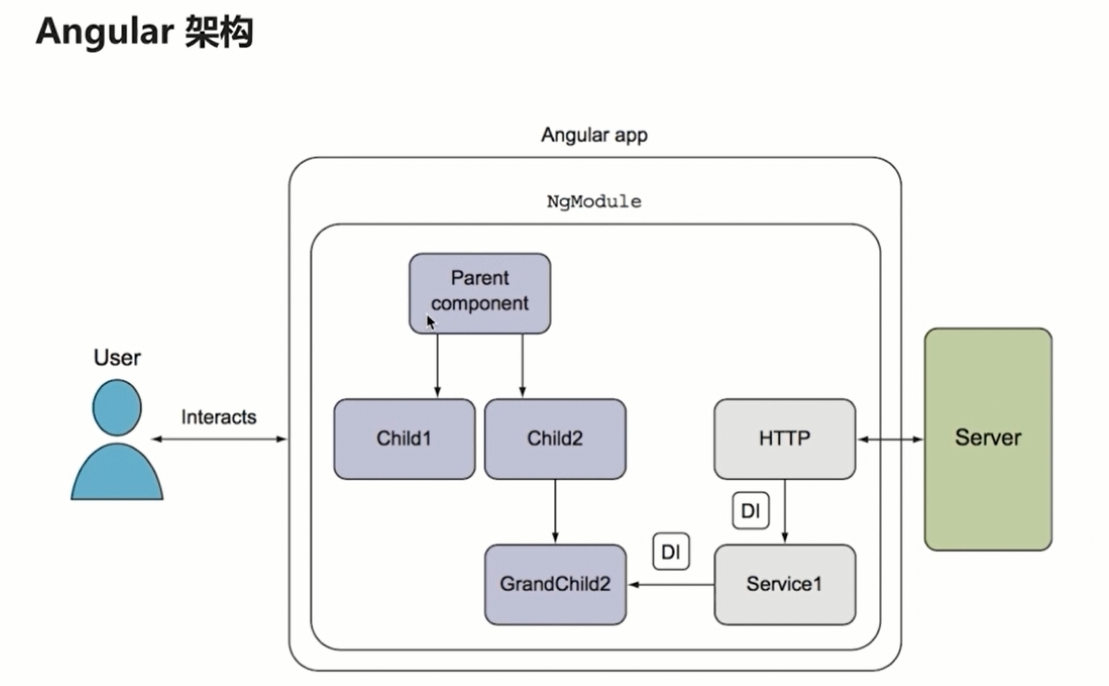 Angular 架构
Angular app
NgModule
Parent
component
User
Interacts
Child1
Child2
HTTP
Server
DI
DI
GrandChild2
Service1